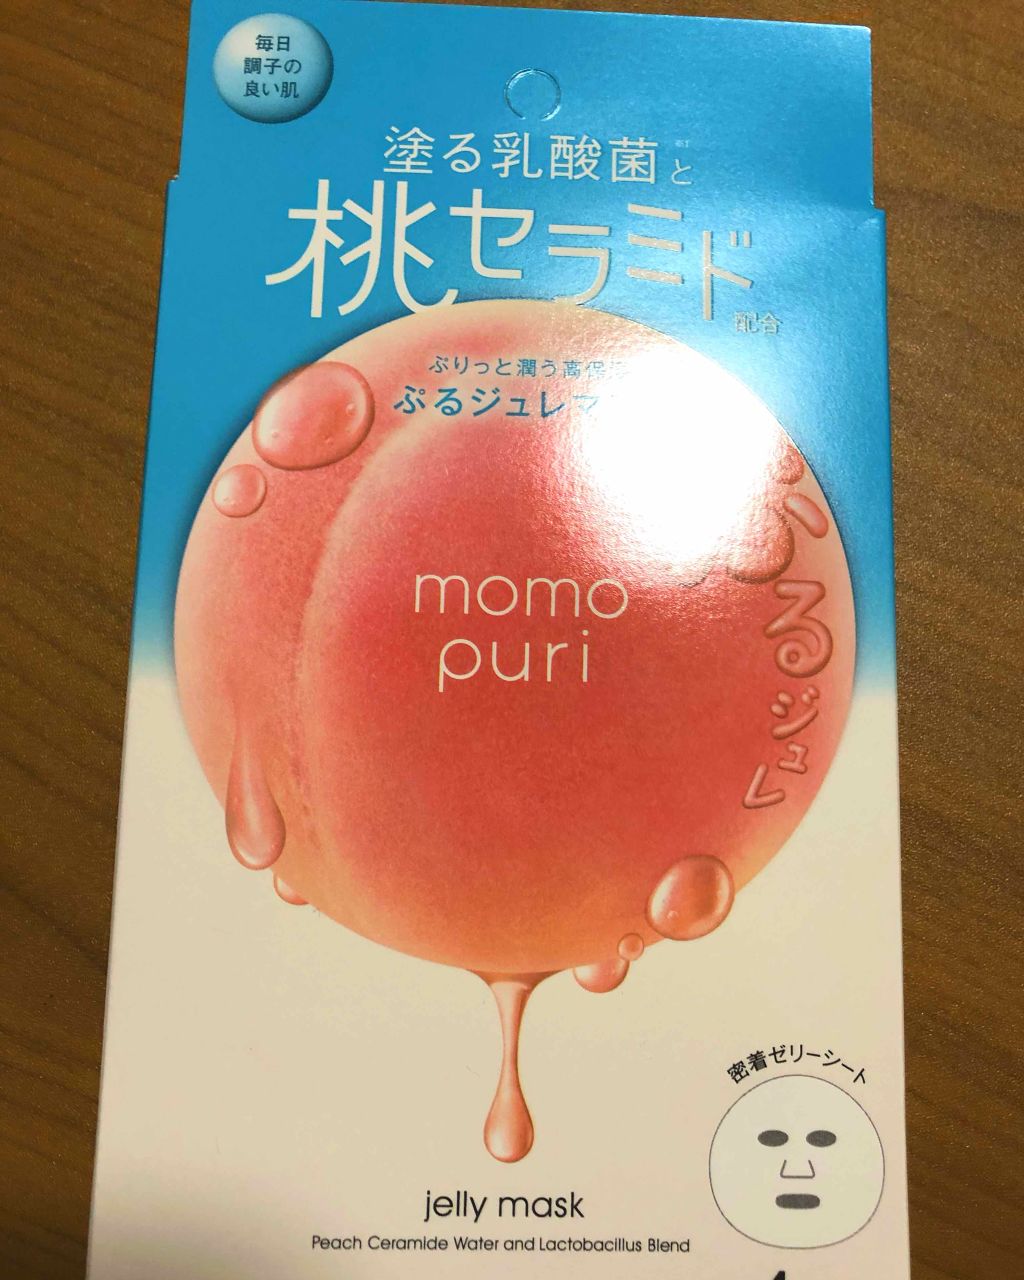 毎日
調子の
良い肌
塗る乳酸菌と
桃セラミド
配合
ぷりっと潤う高保
ぷるジュレマ
momo
puri
ぷるジュレ
密着ゼリーシート
jelly mask
Peach Ceramide Water and Lactobacillus Blend